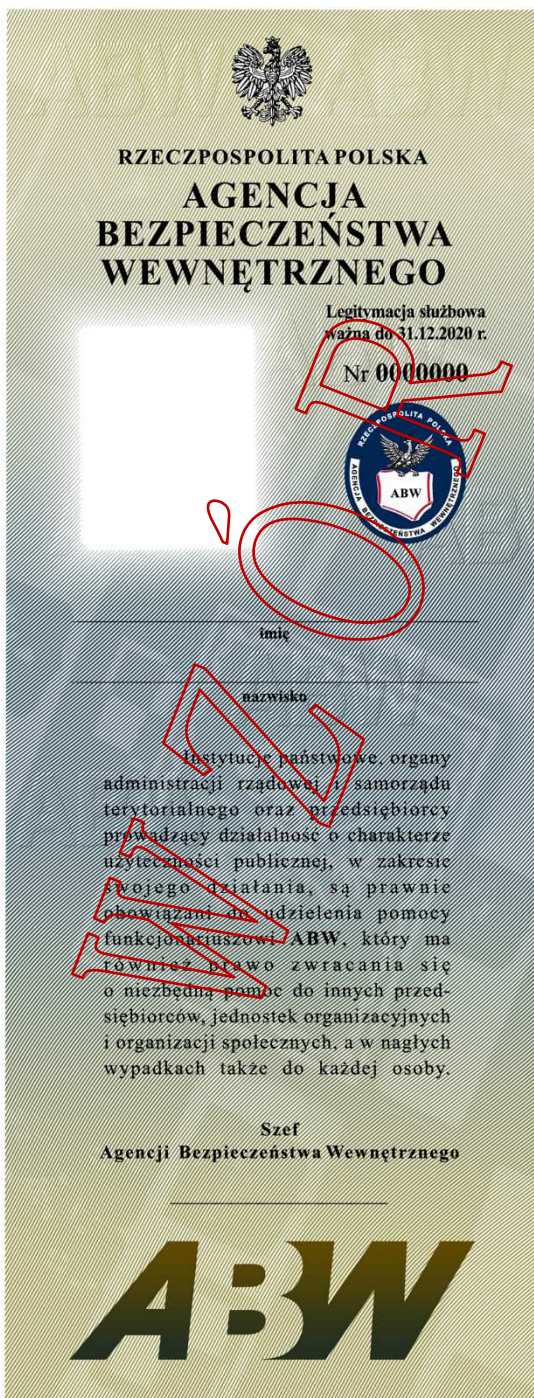 RZECZPOSPOLITA POLSKA
AGENCJA
BEZPIECZEŃSTWA
WEWNĘTRZNEGO
Legitymacja służbowa
ważna do 31.12.2020 r.
Nr 0000000
RZECZPOSPOLITA POLSKA
ABW
AGENCJA BEZPIECZEŃSTWA WEWNĘTRZNEGO
imię
nazwisko
WZÓR
Instytucje państwowe, organy
administracji rządowej i samorządu
terytorialnego oraz przedsiębiorcy
prowadzący działalność o charakterze
użyteczności publicznej, w zakresie
swojego działania, są prawnie
obowiązani do udzielenia pomocy
funkcjonariuszowi ABW, który ma
również prawo zwracania się
o niezbędną pomoc do innych przed-
siębiorców, jednostek organizacyjnych
i organizacji społecznych, a w nagłych
wypadkach także do każdej osoby.
Szef
Agencji Bezpieczeństwa Wewnętrznego
ABW